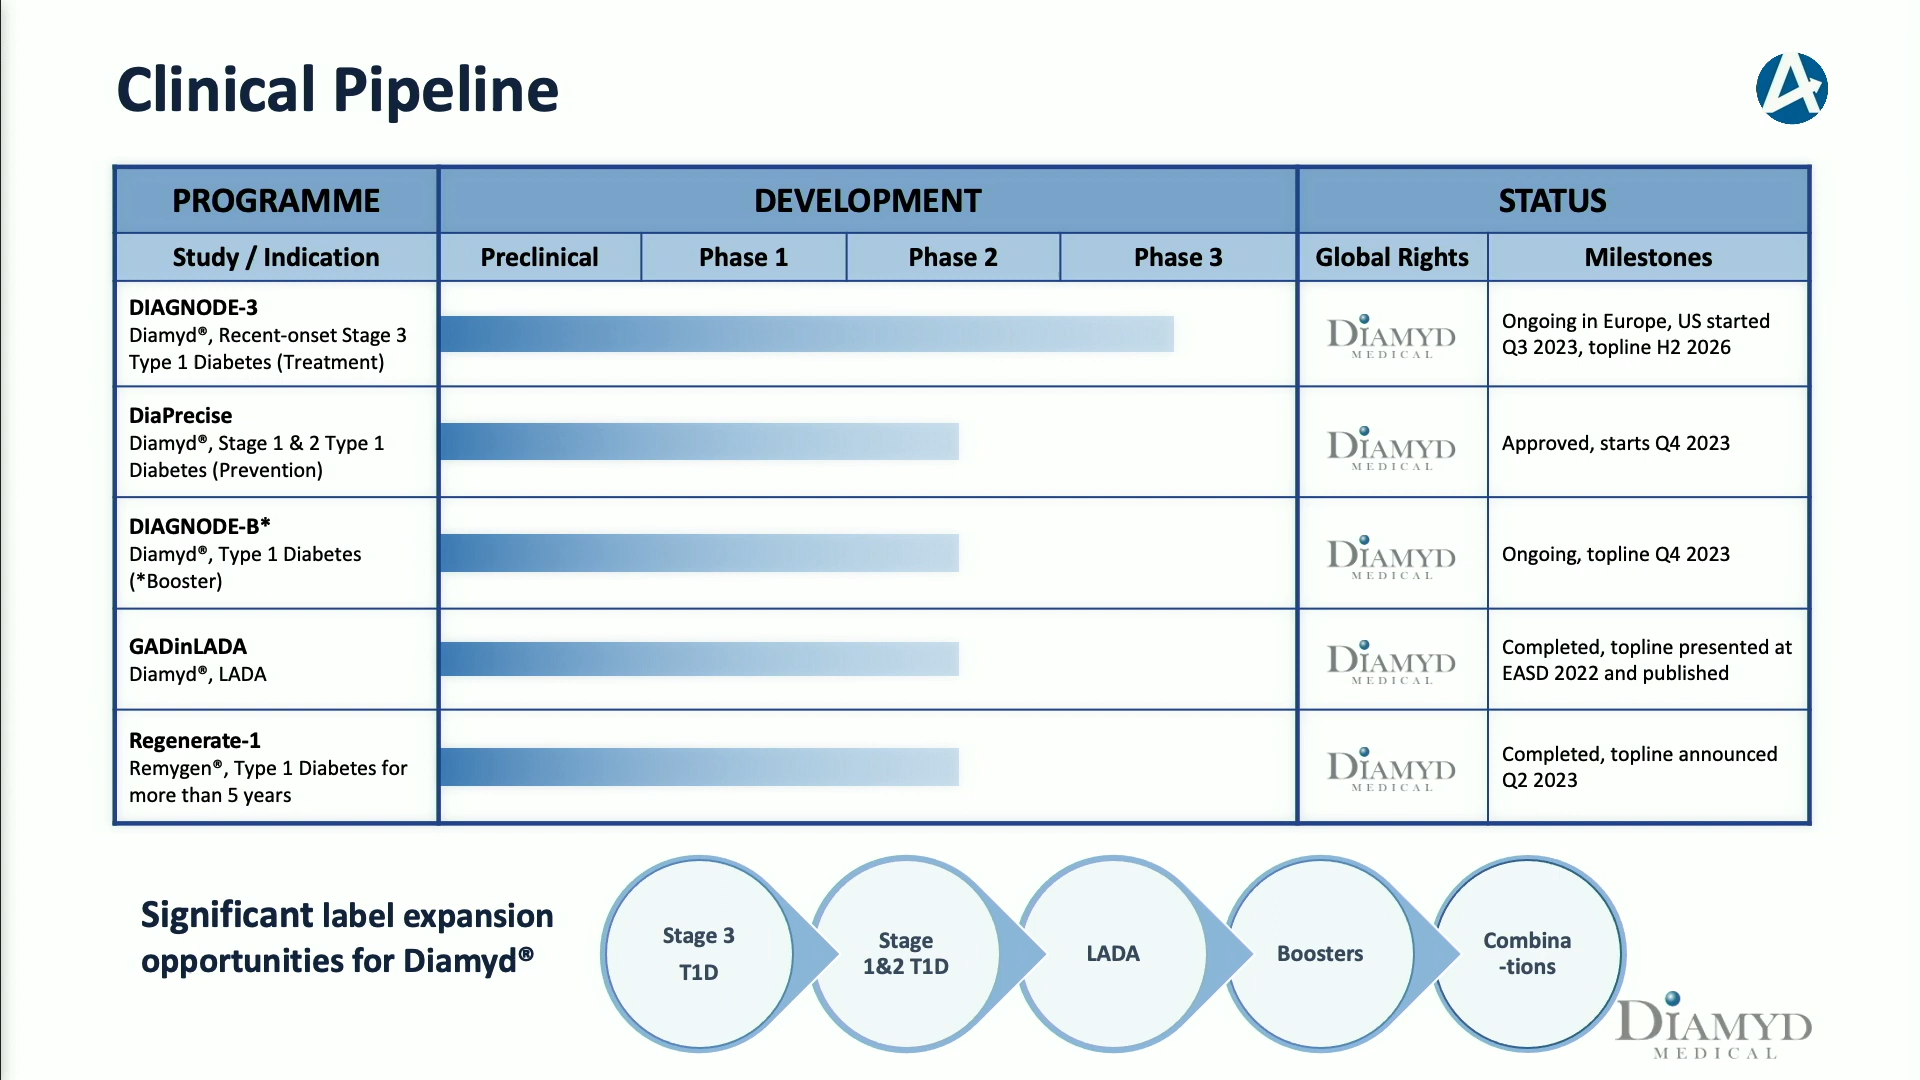 Clinical Pipeline
PROGRAMME
DEVELOPMENT
STATUS
Study / Indication
Preclinical
Phase 1
Phase 2
Phase 3
Global Rights
Milestones
DIAGNODE-3
Diamyd®, Recent-onset Stage 3
Type 1 Diabetes (Treatment)
DIAMYD
MEDICAL
Ongoing in Europe, US started
Q3 2023, topline H2 2026
DiaPrecise
Diamyd®, Stage 1 & 2 Type 1
Diabetes (Prevention)
DIAMYD
MEDICAL
Approved, starts Q4 2023
DIAGNODE-B*
Diamyd®, Type 1 Diabetes
(*Booster)
DIAMYD
MEDICAL
Ongoing, topline Q4 2023
GADinLADA
Diamyd®, LADA
DIAMYD
MEDICAL
Completed, topline presented at
EASD 2022 and published
Regenerate-1
Remygen®, Type 1 Diabetes for
more than 5 years
DIAMYD
MEDICAL
Completed, topline announced
Q2 2023
Significant label expansion
opportunities for Diamyd®
Stage 3
T1D
Stage
1&2 T1D
LADA
Boosters
Combina
-tions
DIAMYD
MEDICAL